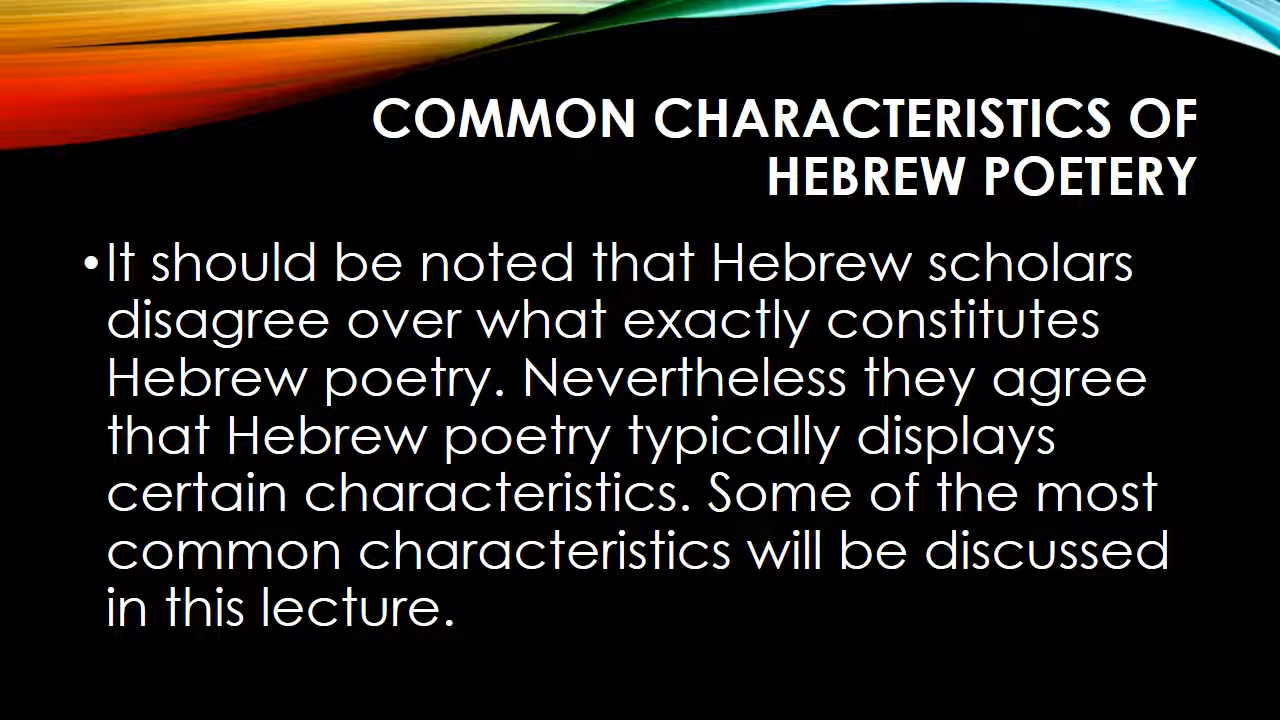 COMMON CHARACTERISTICS OF
HEBREW POETERY
•It should be noted that Hebrew scholars
disagree over what exactly constitutes
Hebrew poetry. Nevertheless they agree
that Hebrew poetry typically displays
certain characteristics. Some of the most
common characteristics will be discussed
in this lecture.